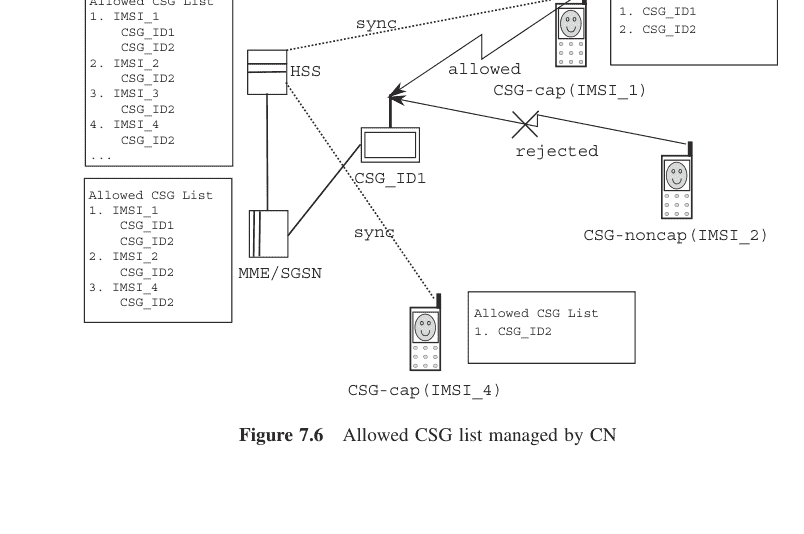 Allowed CSG List
1. IMSI_1
CSG_ID1
CSG_ID2
2. IMSI_2
CSG_ID2
3. IMSI_3
CSG_ID2
4. IMSI_4
CSG_ID2
...
HSS
sync
allowed
1. CSG_ID1
2. CSG_ID2
CSG-cap(IMSI_1)
rejected
CSG_ID1
CSG-noncap(IMSI_2)
Allowed CSG List
1. IMSI_1
CSG_ID1
CSG_ID2
2. IMSI_2
CSG_ID2
3. IMSI_4
CSG_ID2
MME/SGSN
sync
Allowed CSG List
1. CSG_ID2
CSG-cap(IMSI_4)
Figure 7.6 Allowed CSG list managed by CN